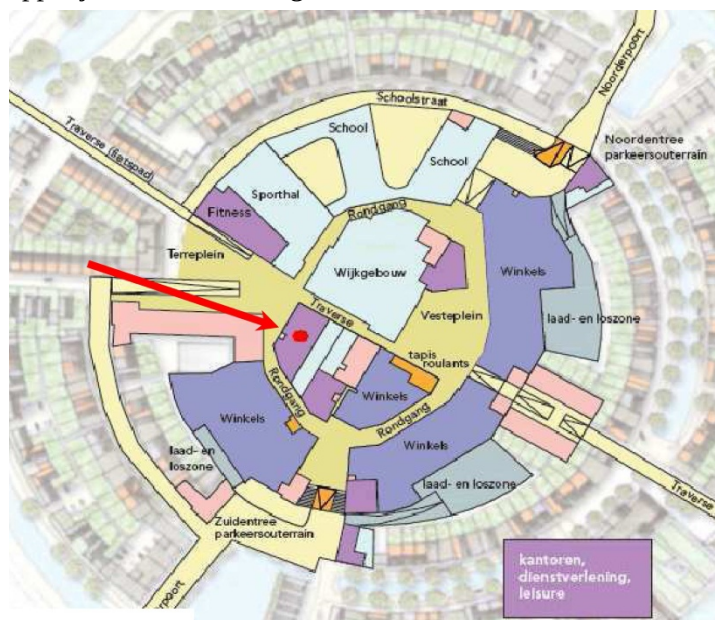 Noorderpoort
Schoolstraat
School
School
Noordentree
parkeersouterrain
Traverse (fietspad)
Sporthal
Fitness
Rondgang
Terreplein
Wijkgebouw
Winkels
laad- en loszone
Traverse
Vesteplein
tapis
roulants
Rondgang
Winkels
Winkels
Rondgang
Winkels
laad- en
loszone
laad- en loszone
Traverse
Zuidentree
parkeersouterrain
kantoren,
dienstverlening,
leisure